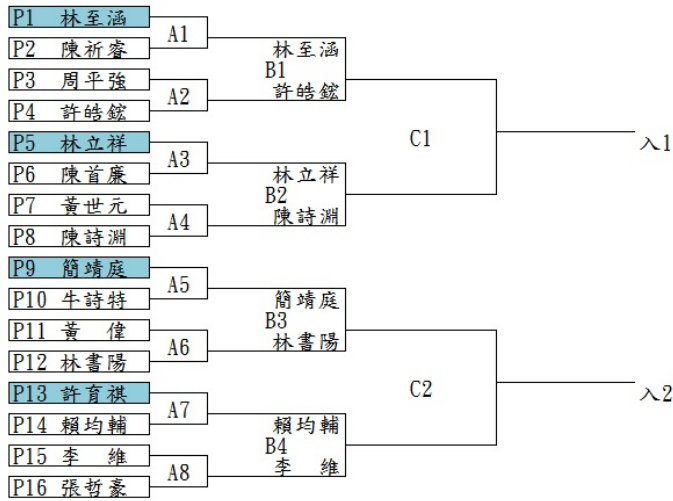 P1 林至涵
P2 陳祈睿
P3 周平強
P4 許皓鋐
P5 林立祥
P6 陳首廉
P7 黃世元
P8 陳詩淵
P9 簡靖庭
P10 牛詩特
P11 黃 偉
P12 林書陽
P13 許育祺
P14 賴均輔
P15 李 維
P16 張哲豪
A1
A2
A3
A4
A5
A6
A7
A8
林至涵
B1
許皓鋐
林立祥
B2
陳詩淵
簡靖庭
B3
林書陽
賴均輔
B4
李 維
C1
C2
入1
入2